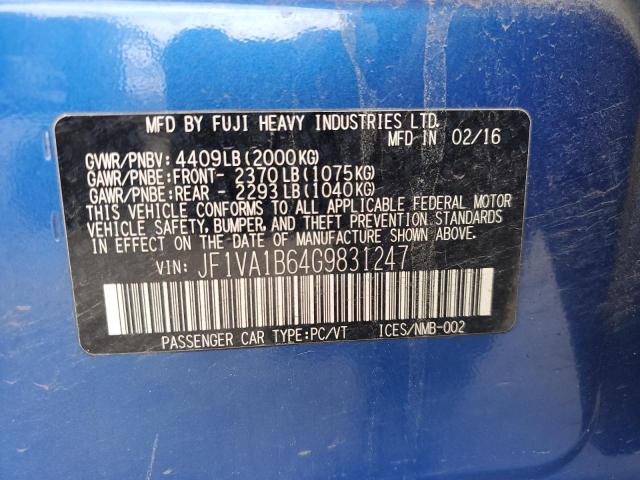 MFD BY FUJI HEAVY INDUSTRIES LTD.
MFD IN 02/16
GVWR/PNBV: 4409LB(2000KG)
GAWR/PNBE:FRONT- 2370LB(1075KG)
GAWR/PNBE:REAR - 2293LB(1040KG)
THIS VEHICLE CONFORMS TO ALL APPLICABLE FEDERAL MOTOR
VEHICLE SAFETY, BUMPER, AND THEFT PREVENTION STANDARDS
IN EFFECT ON THE DATE OF MANUFACTURE SHOWN ABOVE.
VIN: JF1VA1B64G9831247
PASSENGER CAR TYPE:PC/VT ICES/NMB-002